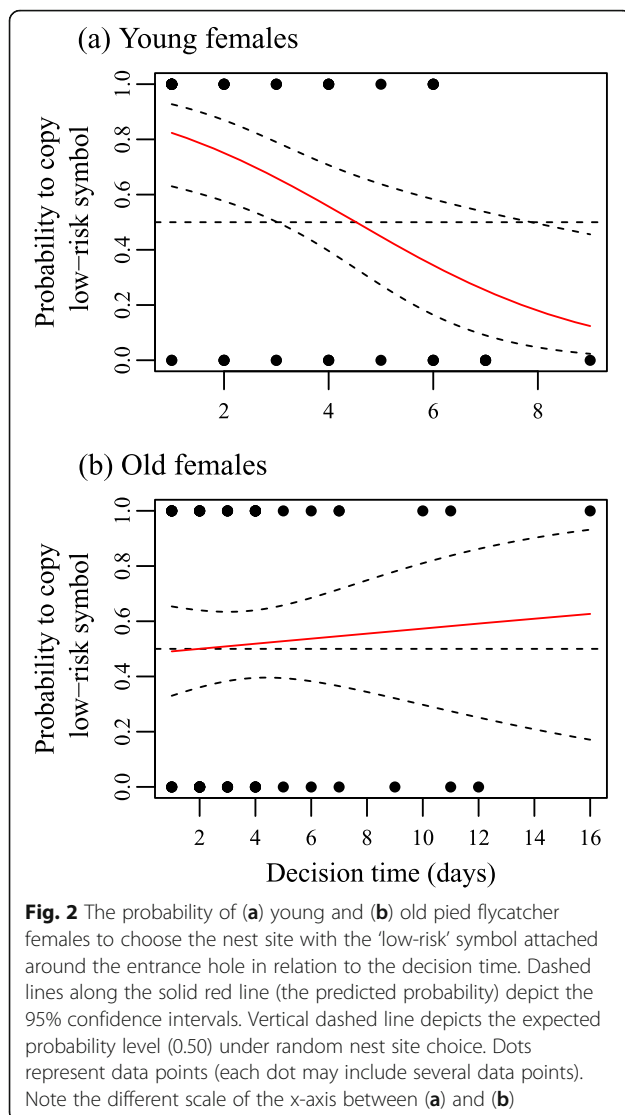 (a) Young females
Probability to copy
low−risk symbol
0.0 0.2 0.4 0.6 0.8 1.0
2 4 6 8
(b) Old females
Probability to copy
low−risk symbol
0.0 0.2 0.4 0.6 0.8 1.0
2 4 6 8 10 12 14 16
Decision time (days)
Fig. 2 The probability of (a) young and (b) old pied flycatcher
females to choose the nest site with the ‘low-risk’ symbol attached
around the entrance hole in relation to the decision time. Dashed
lines along the solid red line (the predicted probability) depict the
95% confidence intervals. Vertical dashed line depicts the expected
probability level (0.50) under random nest site choice. Dots
represent data points (each dot may include several data points).
Note the different scale of the x-axis between (a) and (b)